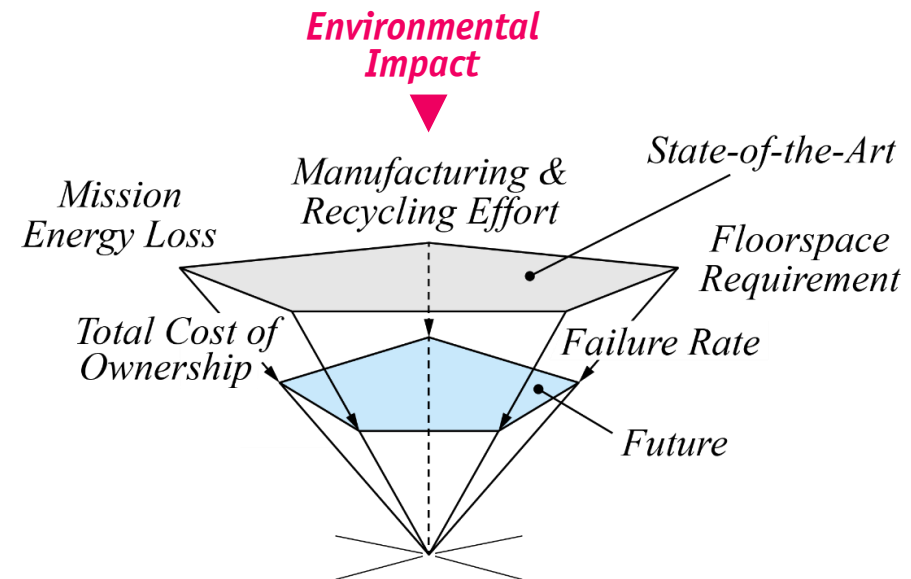 Environmental
Impact
State-of-the-Art
Manufacturing &
Recycling Effort
Mission
Energy Loss
Floorspace
Requirement
Total Cost of
Ownership
Failure Rate
Future